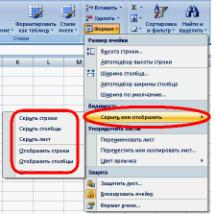 Вставить
Удалить
Формат
Форматировать как таблицу
Стили ячеек
Стили
Сортировка и фильтр
Найти и выделить
Размер ячейки
Высота строки...
Автоподбор высоты строки
Ширина столбца...
Автоподбор ширины столбца
Ширина по умолчанию...
Видимость
Скрыть или отобразить
Упорядочить листы
Переименовать лист
Переместить или скопировать лист...
Цвет ярлычка
Защита
Защитить лист...
Блокировать ячейку
Формат ячеек...
K L M
Скрыть строки
Скрыть столбцы
Скрыть лист
Отобразить строки
Отобразить столбцы